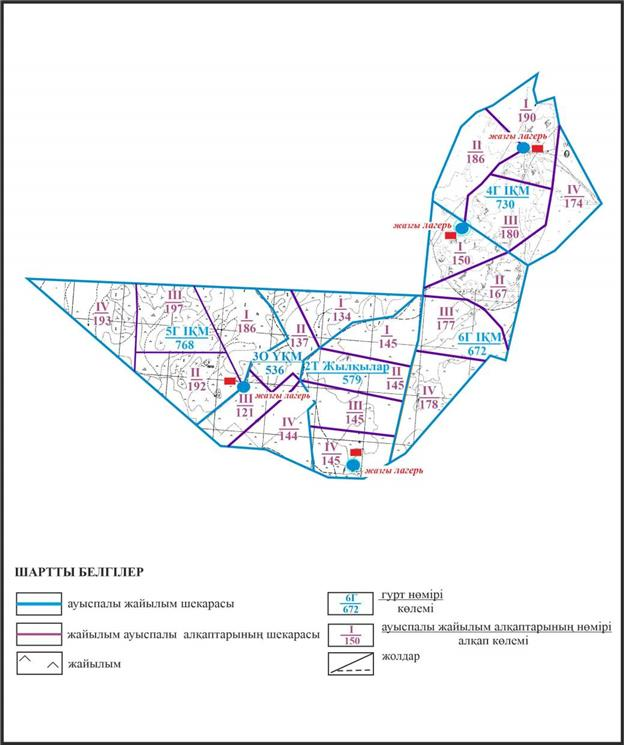 I
190
жазғы лагерь
II
186
4Г ІҚМ
730
IV
174
III
180
жазғы лагерь
I
150
II
167
III
177
6Г ІҚМ
672
IV
178
IV
193
III
197
5Г ІҚМ
768
I
186
II
192
II
137
I
134
I
145
3О ҮҚМ
536
2Т Жылқылар
579
II
145
III
121
жазғы лагерь
III
145
IV
144
IV
145
жазғы лагерь
ШАРТТЫ БЕЛГІЛЕР
ауыспалы жайылым шекарасы
6Г
672
гурт нөмірі
көлемі
жайылым ауыспалы алқаптарының шекарасы
I
150
ауыспалы жайылым алқаптарының нөмірі
алқап көлемі
жайылым
жолдар